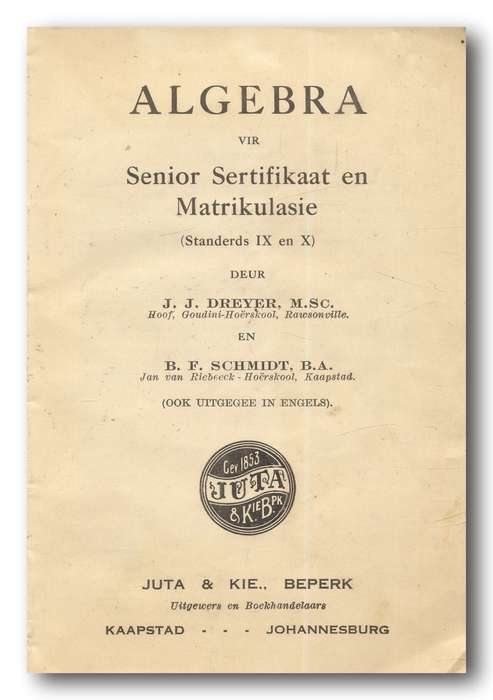 ALGEBRA
VIR
Senior Sertifikaat en
Matrikulasie
(Standerds IX en X)
DEUR
J. J. DREYER, M.Sc.
Hoof, Goudini-Hoërskool, Rawsonville.
EN
B. F. SCHMIDT, B.A.
Jan van Riebeeck-Hoërskool, Kaapstad.
(OOK UITGEGEE IN ENGELS).
Gev 1853
JUTA
& KIE BPK
JUTA & KIE., BEPERK
Uitgewers en Boekhandelaars
KAAPSTAD - - - JOHANNESBURG